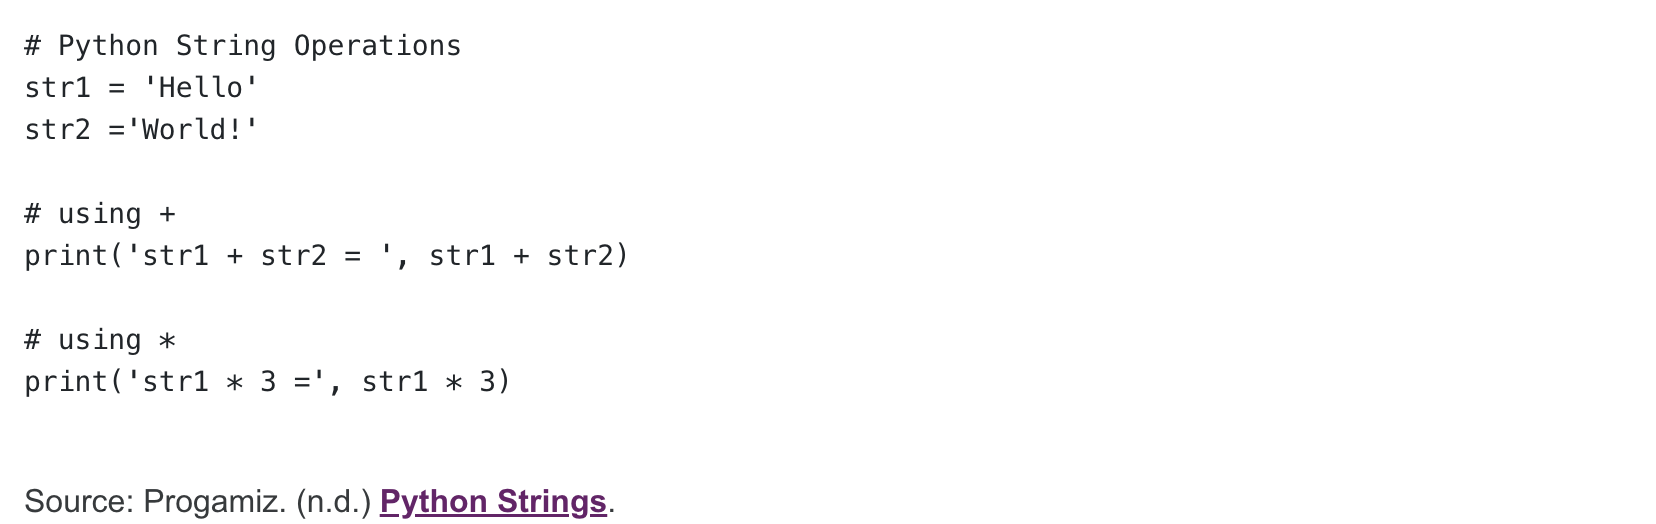 # Python String Operations
str1 = 'Hello'
str2 ='World!'
# using +
print('str1 + str2 = ', str1 + str2)
# using *
print('str1 * 3 =', str1 * 3)
Source: Progamiz. (n.d.) Python Strings.